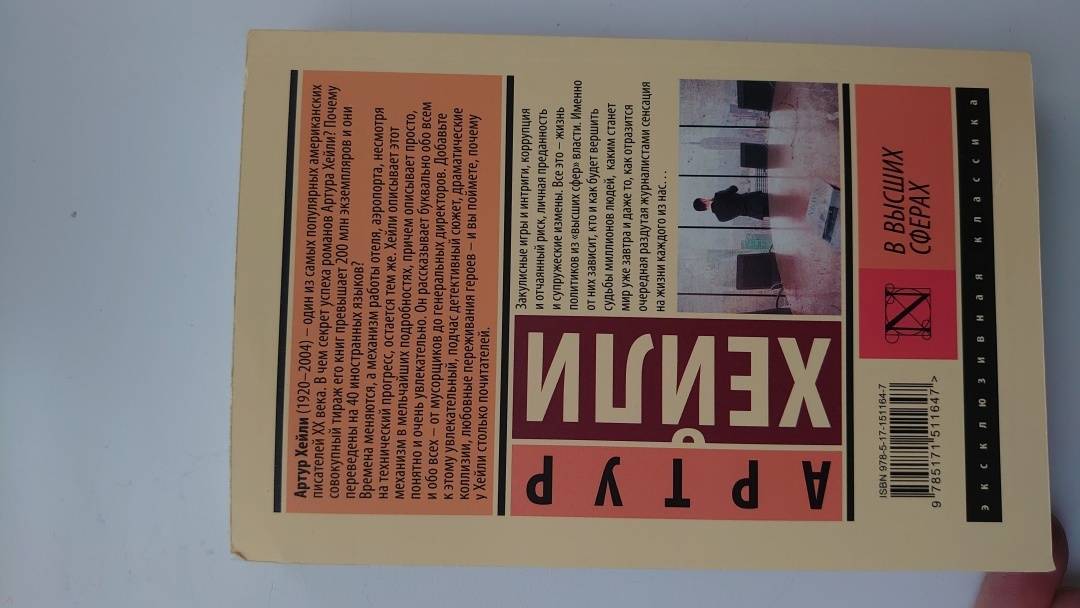 Артур Хейли (1920–2004) – один из самых популярных американских
писателей XX века. В чем секрет успеха романов Артура Хейли? Почему
совокупный тираж его книг превышает 200 млн экземпляров и они
переведены на 40 иностранных языков?
Времена меняются, а механизм работы отеля, аэропорта, несмотря
на технический прогресс, остается тем же. Хейли описывает этот
механизм в мельчайших подробностях, причем описывает просто,
понятно и очень увлекательно. Он рассказывает буквально обо всем
и обо всех – от мусорщиков до генеральных директоров. Добавьте
к этому увлекательный, подчас детективный сюжет, драматические
коллизии, любовные переживания героев – и вы поймете, почему
у Хейли столько почитателей.
АРТУР
ХЕЙЛИ
Закулисные игры и интриги, коррупция
и отчаянный риск, личная преданность
и супружеские измены. Все это – жизнь
политиков из «высших сфер» власти. Именно
от них зависит, кто и как будет вершить
судьбы миллионов людей, каким станет
мир уже завтра и даже то, как отразится
очередная раздутая журналистами сенсация
на жизни каждого из нас…
ISBN 978-5-17-151164-7
9 785171 511647 >
N
В ВЫСШИХ
СФЕРАХ
эксклюзивная классика